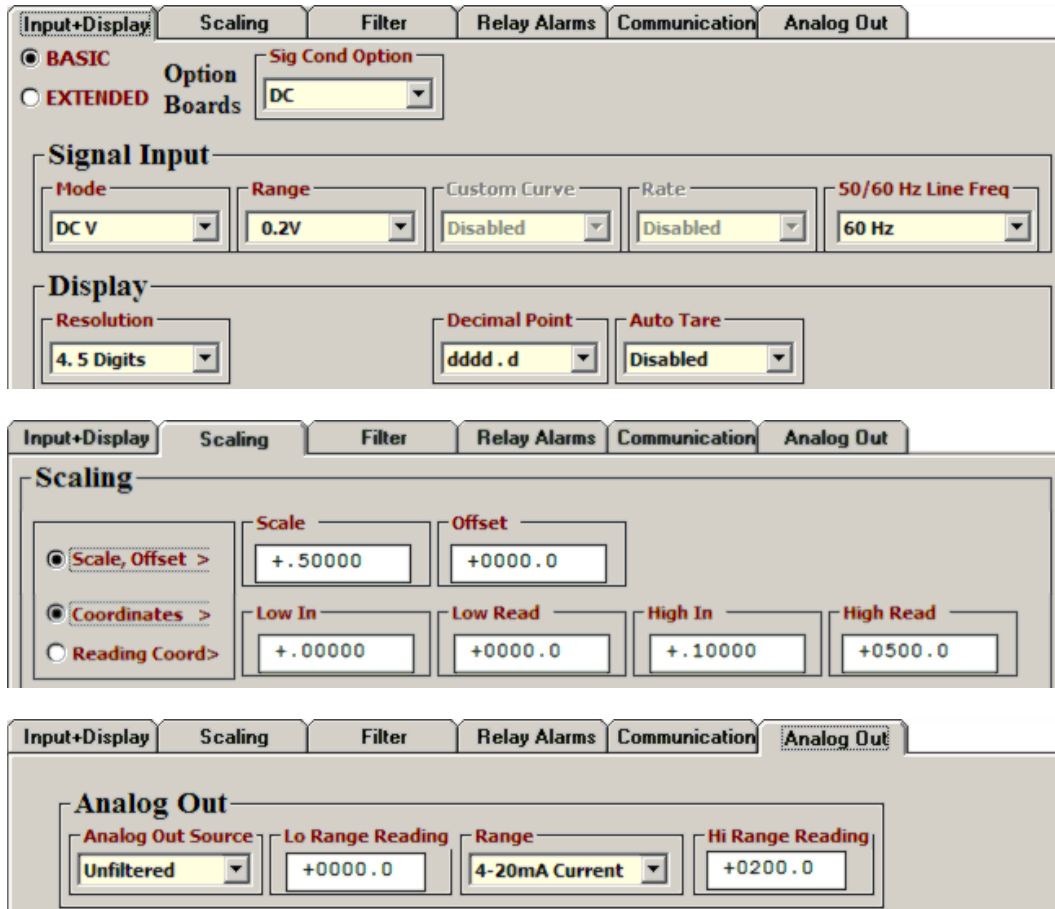 Input+Display Scaling Filter Relay Alarms Communication Analog Out
BASIC
EXTENDED
Option
Boards
Sig Cond Option
DC
Signal Input
Mode Range Custom Curve Rate 50/60 Hz Line Freq
DC V 0.2V Disabled Disabled 60 Hz
Display
Resolution Decimal Point Auto Tare
4. 5 Digits dddd . d Disabled
Input+Display Scaling Filter Relay Alarms Communication Analog Out
Scaling
Scale Offset
Scale, Offset > +.50000 +0000.0
Coordinates > Low In Low Read High In High Read
Reading Coord> +.00000 +0000.0 +.10000 +0500.0
Input+Display Scaling Filter Relay Alarms Communication Analog Out
Analog Out
Analog Out Source Lo Range Reading Range Hi Range Reading
Unfiltered +0000.0 4-20mA Current +0200.0